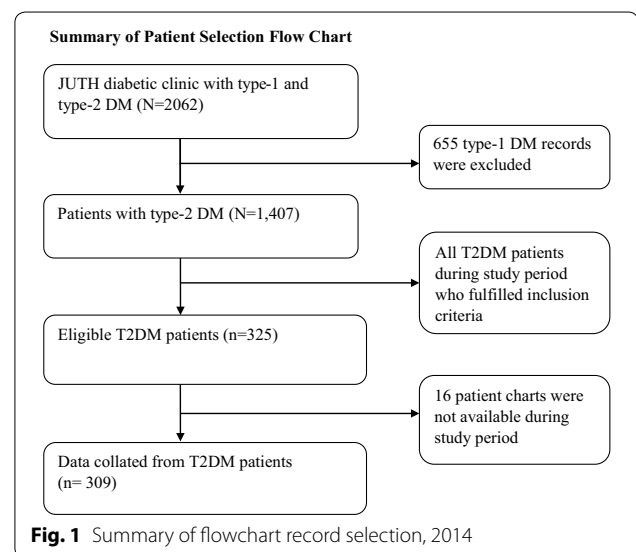 Summary of Patient Selection Flow Chart
JUTH diabetic clinic with type-1 and
type-2 DM (N=2062)
655 type-1 DM records
were excluded
Patients with type-2 DM (N=1,407)
All T2DM patients
during study period
who fulfilled inclusion
criteria
Eligible T2DM patients (n=325)
16 patient charts were
not available during
study period
Data collated from T2DM patients
(n= 309)
Fig. 1 Summary of flowchart record selection, 2014